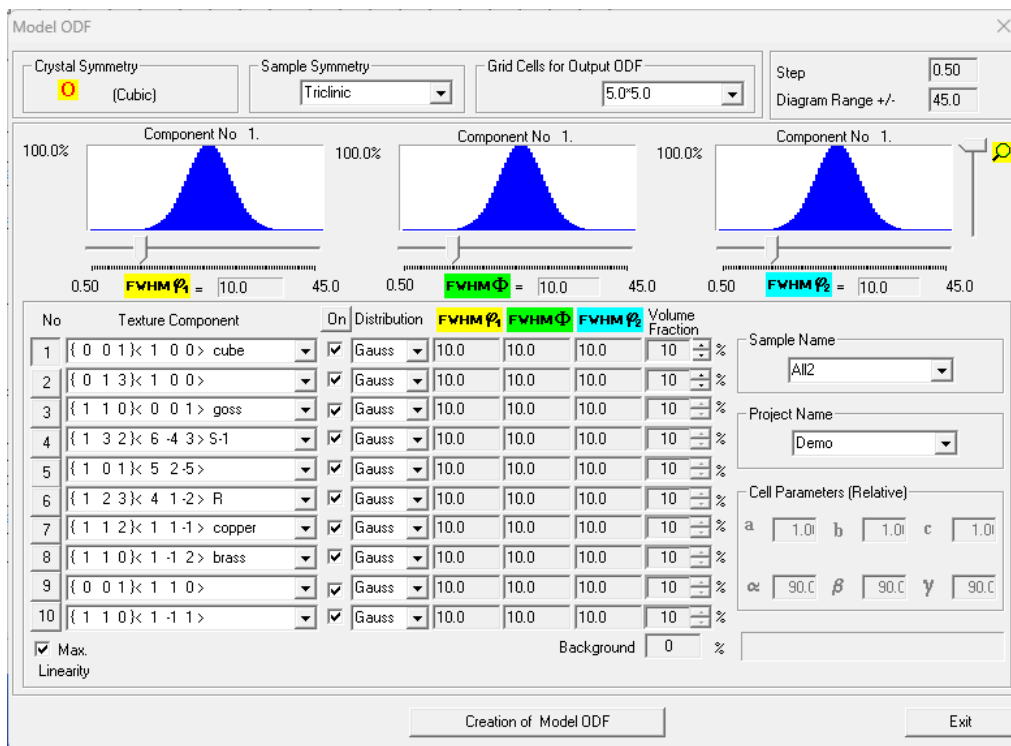 Model ODF
Crystal Symmetry
O (Cubic)
Sample Symmetry
Triclinic
Grid Cells for Output ODF
5.0*5.0
Step 0.50
Diagram Range +/- 45.0
Component No 1.
100.0%
Component No 1.
100.0%
Component No 1.
100.0%
0.50 FWHM φ1 = 10.0 45.0
0.50 FWHM Φ = 10.0 45.0
0.50 FWHM φ2 = 10.0 45.0
No Texture Component On Distribution FWHM φ1 FWHM Φ FWHM φ2 Volume Fraction
1 { 0 0 1}< 1 0 0> cube Gauss 10.0 10.0 10.0 10 %
2 { 0 1 3}< 1 0 0> Gauss 10.0 10.0 10.0 10 %
3 { 1 1 0}< 0 0 1> goss Gauss 10.0 10.0 10.0 10 %
4 { 1 3 2}< 6 -4 3> S-1 Gauss 10.0 10.0 10.0 10 %
5 { 1 0 1}< 5 2-5> Gauss 10.0 10.0 10.0 10 %
6 { 1 2 3}< 4 1-2> R Gauss 10.0 10.0 10.0 10 %
7 { 1 1 2}< 1 1-1> copper Gauss 10.0 10.0 10.0 10 %
8 { 1 1 0}< 1 -1 2> brass Gauss 10.0 10.0 10.0 10 %
9 { 0 0 1}< 1 1 0> Gauss 10.0 10.0 10.0 10 %
10 { 1 1 0}< 1 -1 1> Gauss 10.0 10.0 10.0 10 %
Max.
Linearity
Background 0 %
Sample Name
All2
Project Name
Demo
Cell Parameters (Relative)
a 1.0 b 1.0 c 1.0
α 90.0 β 90.0 γ 90.0
Creation of Model ODF
Exit